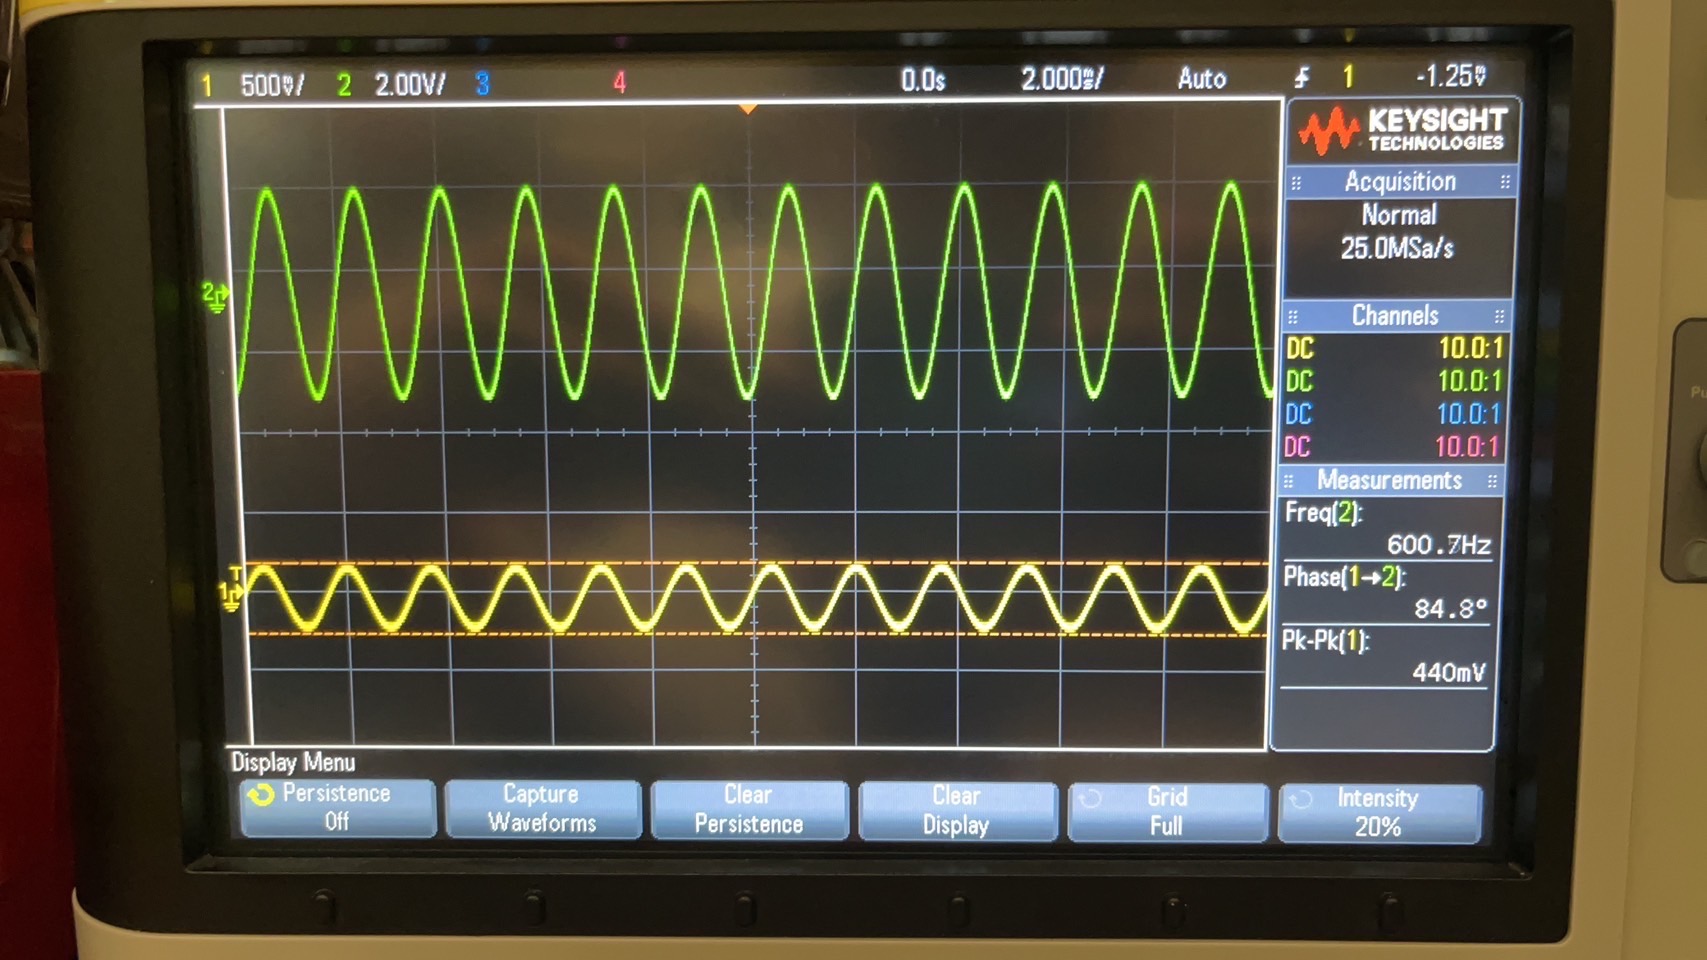 1 500mV/ 2 2.00V/ 3 4 0.0s 2.000ms/ Auto 1 -1.25mV
KEYSIGHT
TECHNOLOGIES
Acquisition
Normal
25.0MSa/s
Channels
DC 10.0:1
DC 10.0:1
DC 10.0:1
DC 10.0:1
Measurements
Freq(2):
600.7Hz
Phase(1→2):
84.8°
Pk-Pk(1):
440mV
2
T
1
Display Menu
Persistence
Off
Capture
Waveforms
Clear
Persistence
Clear
Display
Grid
Full
Intensity
20%